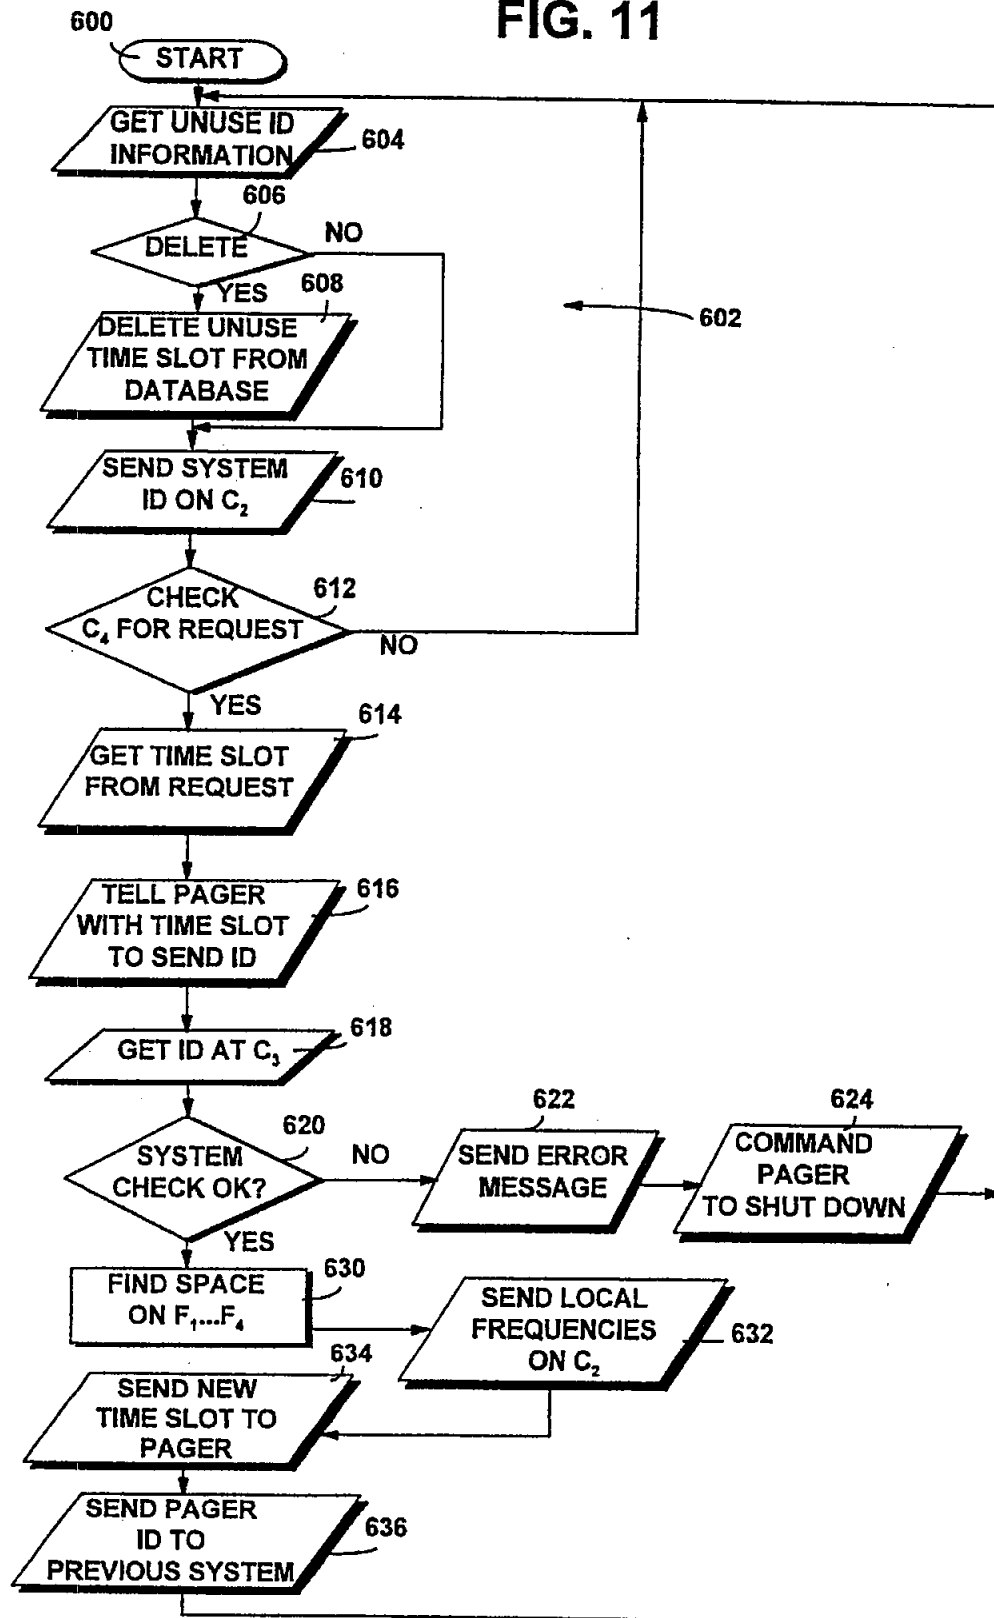 FIG. 11
600
START
GET UNUSE ID
INFORMATION
604
606
DELETE
NO
YES
608
602
DELETE UNUSE
TIME SLOT FROM
DATABASE
SEND SYSTEM
ID ON C₂
610
CHECK
C₄ FOR REQUEST
612
NO
YES
614
GET TIME SLOT
FROM REQUEST
TELL PAGER
WITH TIME SLOT
TO SEND ID
616
GET ID AT C₃
618
SYSTEM
CHECK OK?
620
NO
YES
622
SEND ERROR
MESSAGE
624
COMMAND
PAGER
TO SHUT DOWN
FIND SPACE
ON F₁...F₄
630
SEND LOCAL
FREQUENCIES
ON C₂
632
634
SEND NEW
TIME SLOT TO
PAGER
SEND PAGER
ID TO
PREVIOUS SYSTEM
636